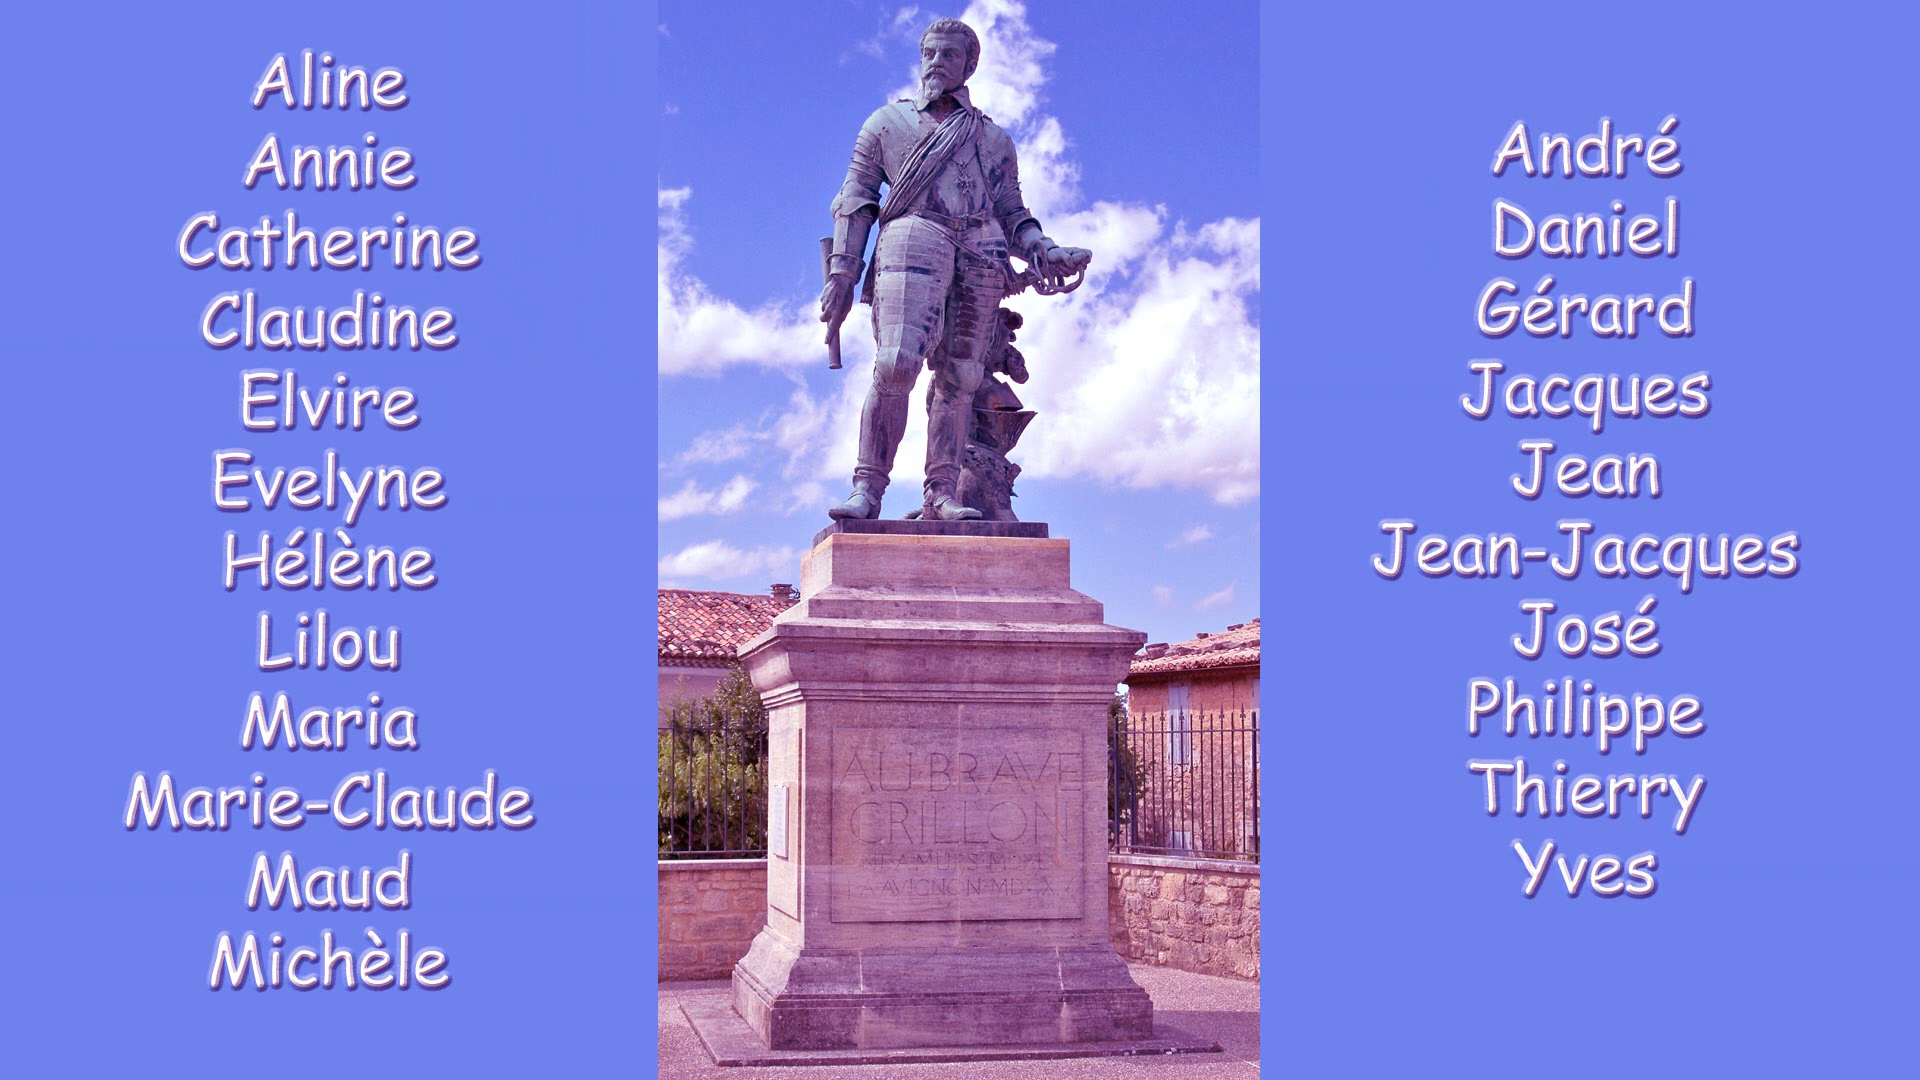 Aline
Annie
Catherine
Claudine
Elvire
Evelyne
Hélène
Lilou
Maria
Marie-Claude
Maud
Michèle
AU BRAVE
CRILLON
A AVIGNON
André
Daniel
Gérard
Jacques
Jean
Jean-Jacques
José
Philippe
Thierry
Yves